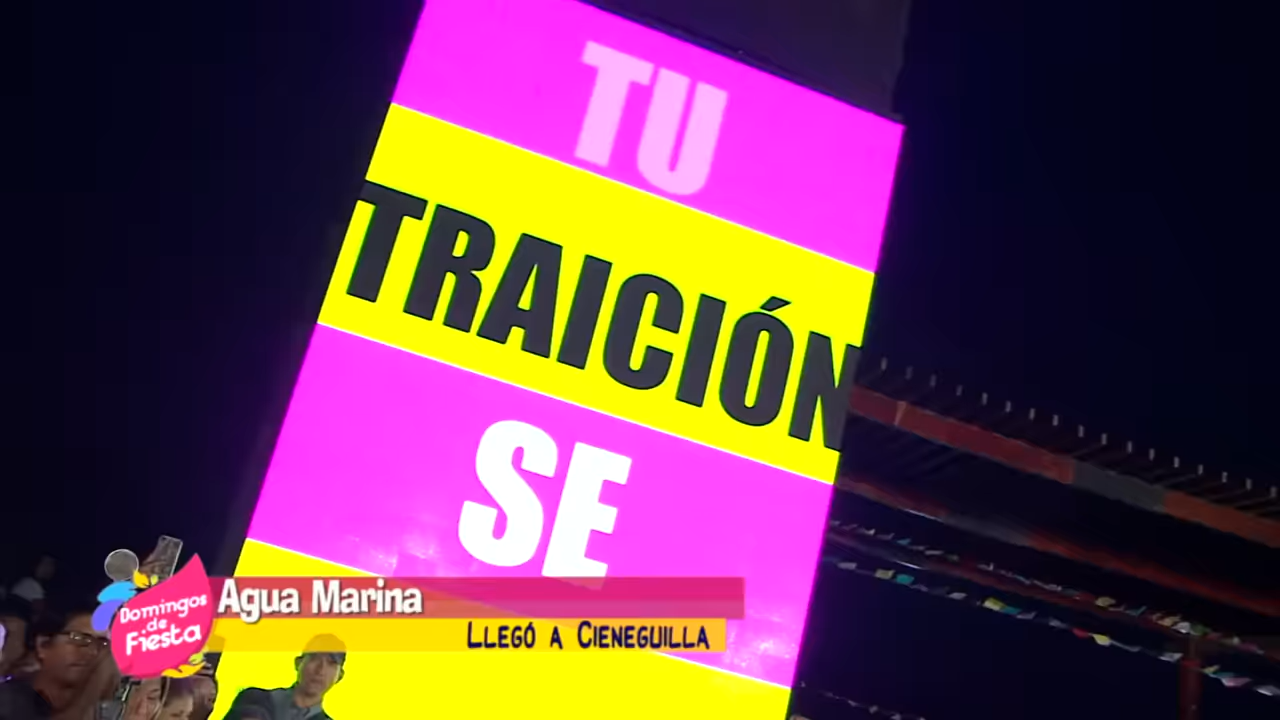 TU
TRAICIÓN
SE
Domingos
de
Fiesta
Agua Marina
Llegó a Cieneguilla